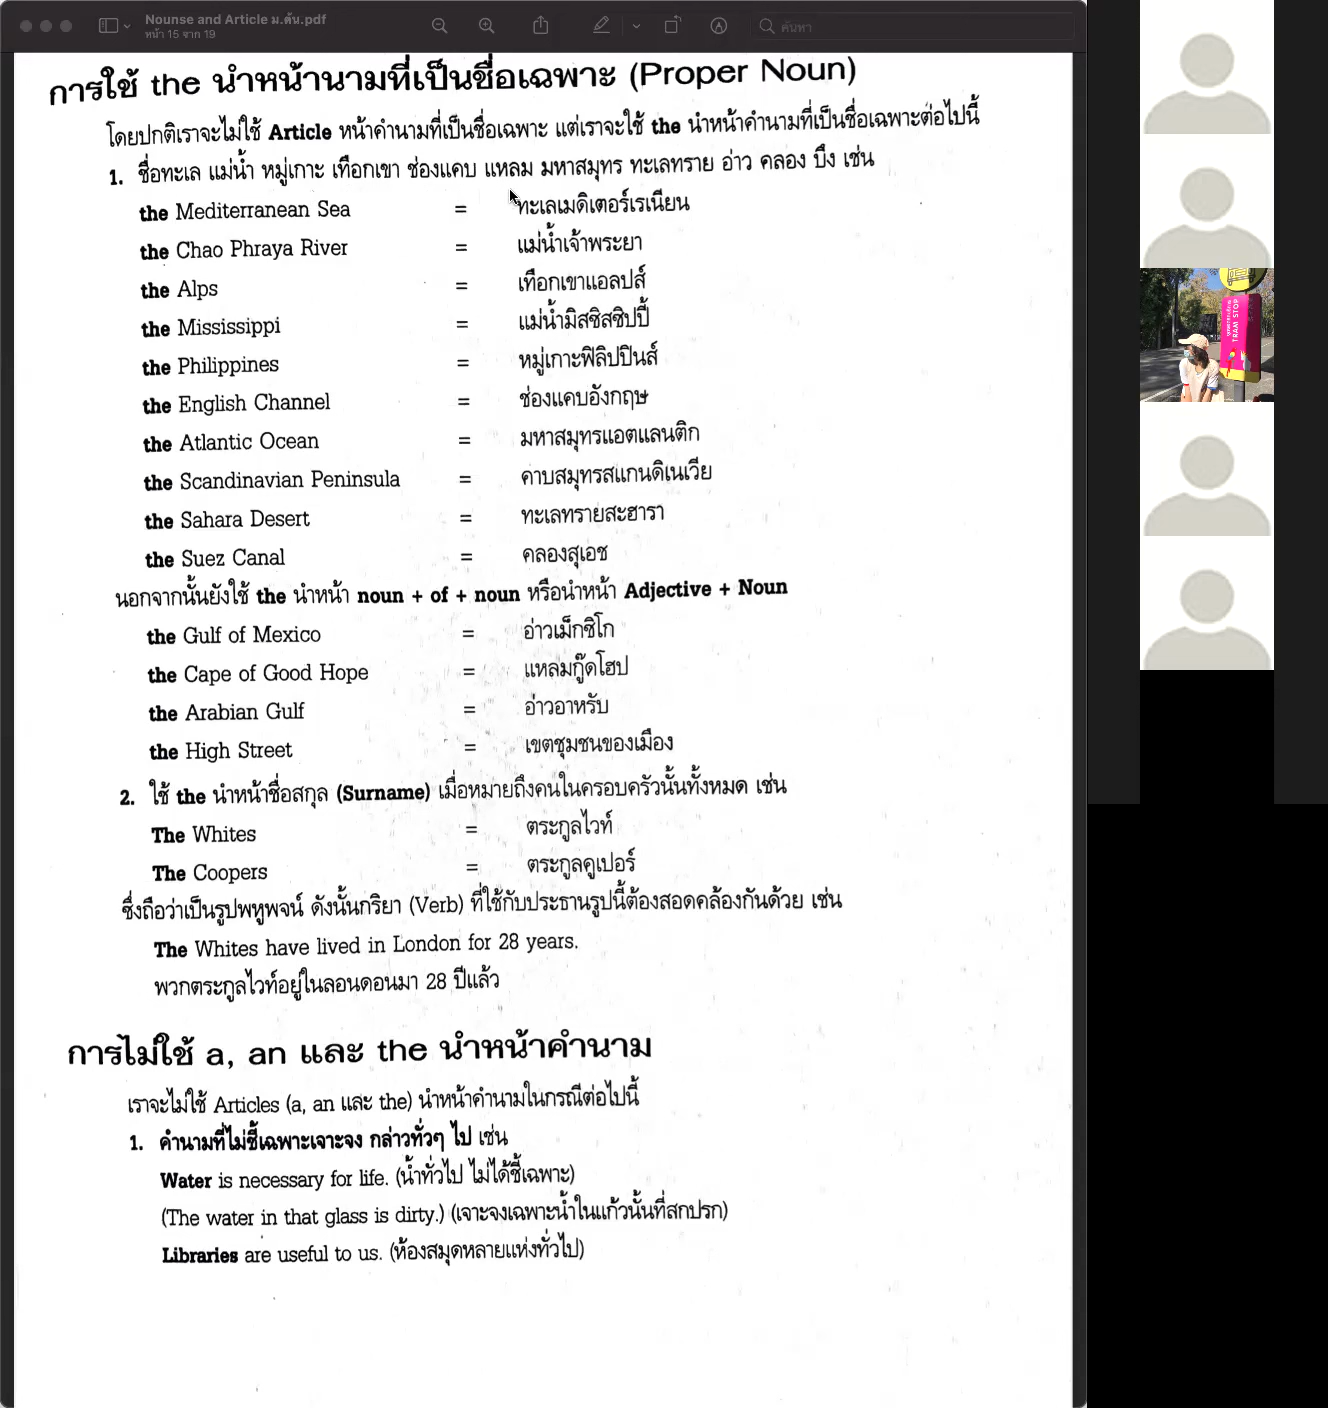 Nounse and Article ม.ต้น.pdf
หน้า 15 จาก 19
ค้นหา
การใช้ the นำหน้านามที่เป็นชื่อเฉพาะ (Proper Noun)
โดยปกติเราจะไม่ใช้ Article หน้าคำนามที่เป็นชื่อเฉพาะ แต่เราจะใช้ the นำหน้าคำนามที่เป็นชื่อเฉพาะต่อไปนี้
1. ชื่อทะเล แม่น้ำ หมู่เกาะ เทือกเขา ช่องแคบ แหลม มหาสมุทร ทะเลทราย อ่าว คลอง บึง เช่น
the Mediterranean Sea = ทะเลเมดิเตอร์เรเนียน
the Chao Phraya River = แม่น้ำเจ้าพระยา
the Alps = เทือกเขาแอลปส์
the Mississippi = แม่น้ำมิสซิสซิปปี้
the Philippines = หมู่เกาะฟิลิปปินส์
the English Channel = ช่องแคบอังกฤษ
the Atlantic Ocean = มหาสมุทรแอตแลนติก
the Scandinavian Peninsula = คาบสมุทรสแกนดิเนเวีย
the Sahara Desert = ทะเลทรายสะฮารา
the Suez Canal = คลองสุเอซ
นอกจากนั้นยังใช้ the นำหน้า noun + of + noun หรือนำหน้า Adjective + Noun
the Gulf of Mexico = อ่าวเม็กซิโก
the Cape of Good Hope = แหลมกู๊ดโฮป
the Arabian Gulf = อ่าวอาหรับ
the High Street = เขตชุมชนของเมือง
2. ใช้ the นำหน้าชื่อสกุล (Surname) เมื่อหมายถึงคนในครอบครัวนั้นทั้งหมด เช่น
The Whites = ตระกูลไวท์
The Coopers = ตระกูลคูเปอร์
ซึ่งถือว่าเป็นรูปพหูพจน์ ดังนั้นกริยา (Verb) ที่ใช้กับประธานรูปนี้ต้องสอดคล้องกันด้วย เช่น
The Whites have lived in London for 28 years.
พวกตระกูลไวท์อยู่ในลอนดอนมา 28 ปีแล้ว
การไม่ใช้ a, an และ the นำหน้าคำนาม
เราจะไม่ใช้ Articles (a, an และ the) นำหน้าคำนามในกรณีต่อไปนี้
1. คำนามที่ไม่ชี้เฉพาะเจาะจง กล่าวทั่วๆ ไป เช่น
Water is necessary for life. (น้ำทั่วไป ไม่ได้ชี้เฉพาะ)
(The water in that glass is dirty.) (เจาะจงเฉพาะน้ำในแก้วนั้นที่สกปรก)
Libraries are useful to us. (ห้องสมุดหลายแห่งทั่วไป)
TRAM STOP